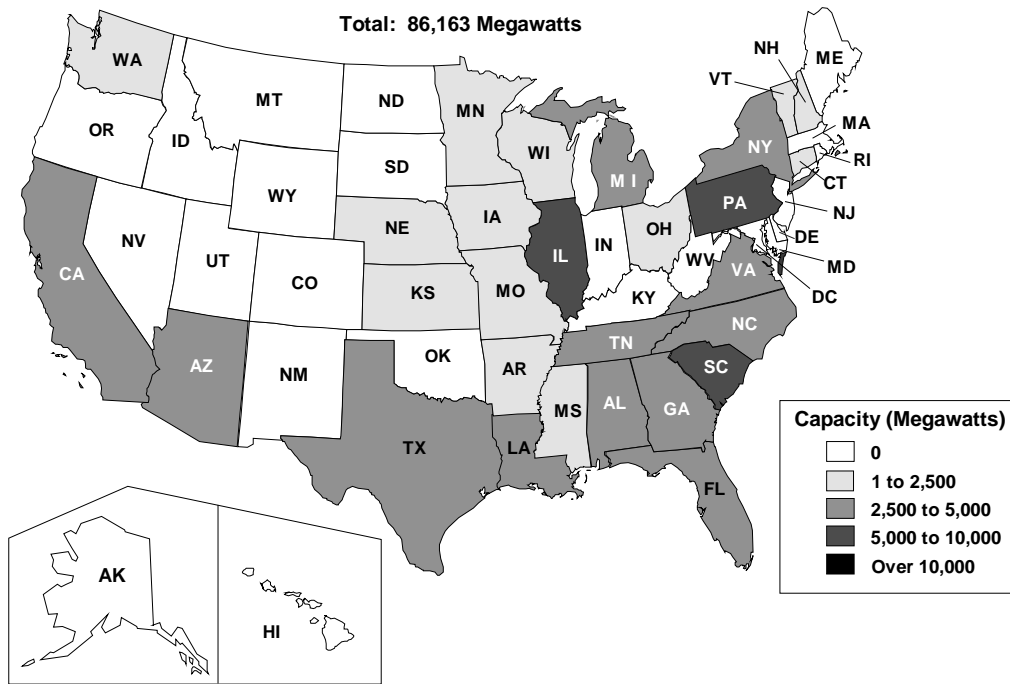 Total: 86,163 Megawatts
WA
MT
ND
MN
VT
NH
ME
OR
ID
SD
WI
MI
NY
MA
RI
CT
WY
NE
IA
PA
NJ
NV
UT
CO
IL
IN
OH
DE
MD
DC
CA
KS
MO
WV
VA
KY
AZ
NM
OK
AR
TN
NC
SC
TX
LA
MS
AL
GA
FL
Capacity (Megawatts)
0
1 to 2,500
2,500 to 5,000
5,000 to 10,000
Over 10,000
AK
HI